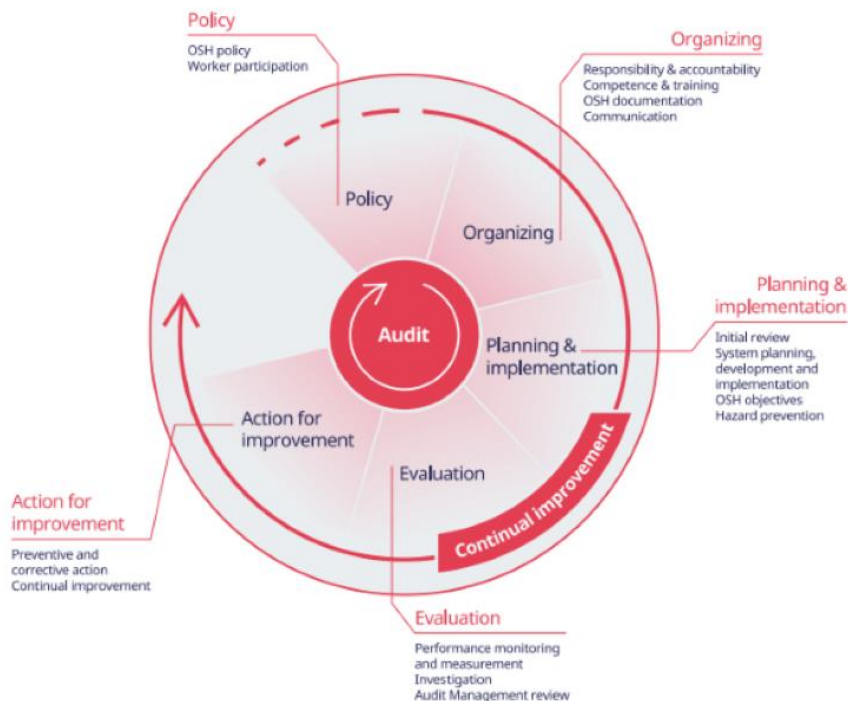 Policy
OSH policy
Worker participation
Organizing
Responsibility & accountability
Competence & training
OSH documentation
Communication
Policy
Organizing
Planning &
implementation
Initial review
System planning,
development and
implementation
OSH objectives
Hazard prevention
Audit
Planning &
implementation
Action for
improvement
Evaluation
Continual improvement
Action for
improvement
Preventive and
corrective action
Continual improvement
Evaluation
Performance monitoring
and measurement
Investigation
Audit Management review